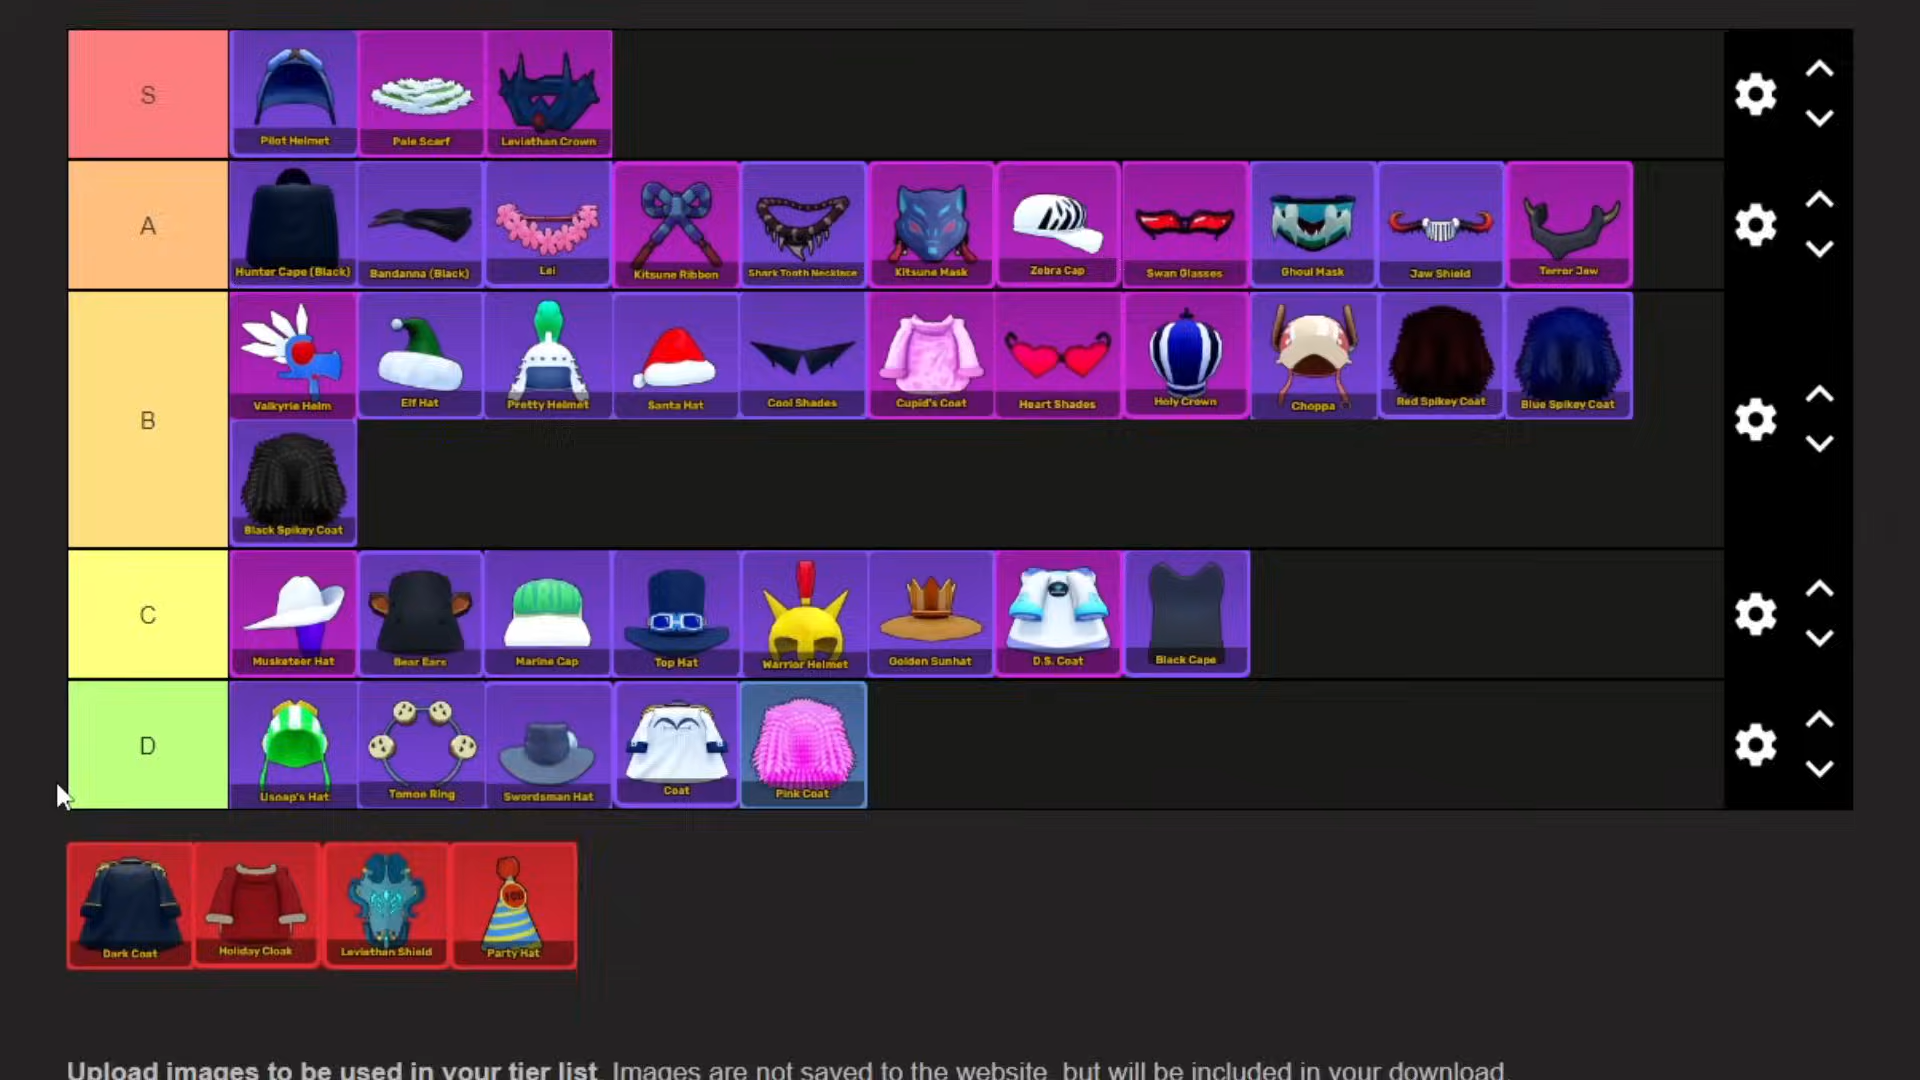 S
Pilot Helmet
Pale Scarf
Leviathan Crown
A
Hunter Cape (Black)
Bandanna (Black)
Lei
Kitsune Ribbon
Shark Tooth Necklace
Kitsune Mask
Zebra Cap
Swan Glasses
Ghoul Mask
Jaw Shield
Terror Jaw
B
Valkyrie Helm
Elf Hat
Pretty Helmet
Santa Hat
Cool Shades
Cupid's Coat
Heart Shades
Holy Crown
Choppa
Red Spikey Coat
Blue Spikey Coat
Black Spikey Coat
C
Musketeer Hat
Bear Ears
Marine Cap
Top Hat
Warrior Helmet
Golden Sunhat
D.S. Coat
Black Cape
D
Usoap's Hat
Tomoe Ring
Swordsman Hat
Coat
Pink Coat
Dark Coat
Holiday Cloak
Leviathan Shield
Party Hat
Upload images to be used in your tier list. Images are not saved to the website, but will be included in your download.